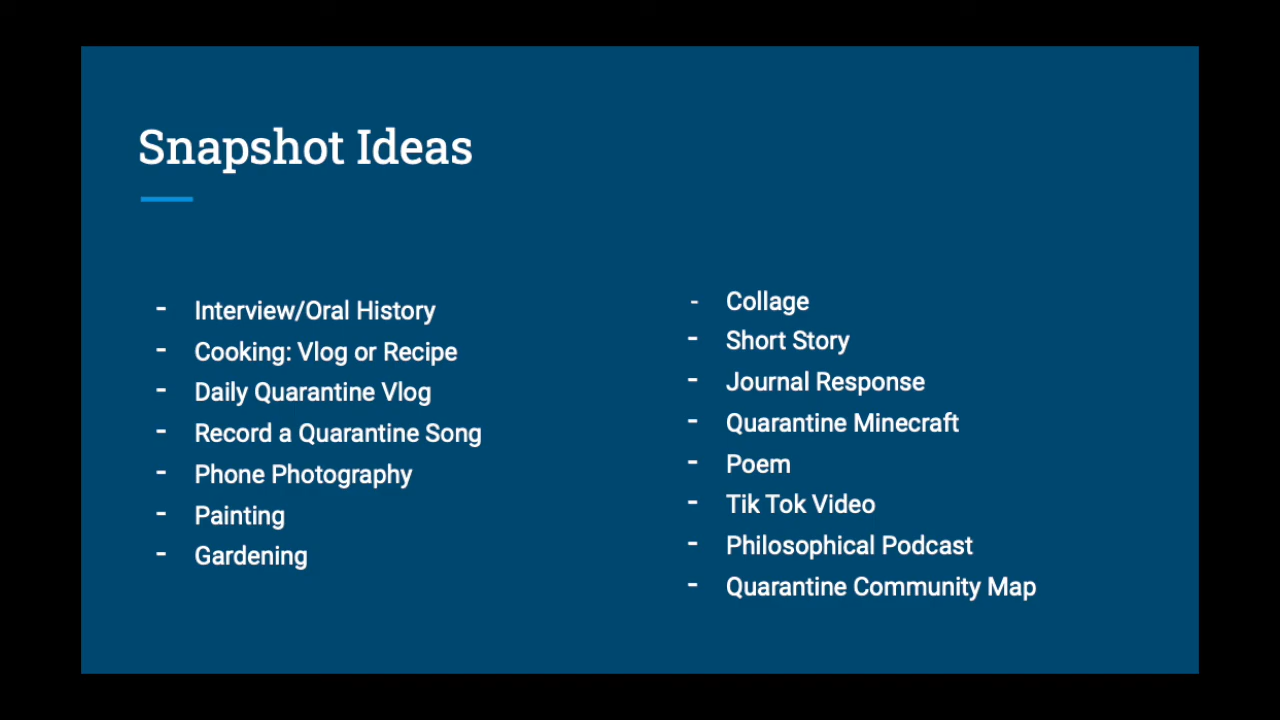 Snapshot Ideas
- Interview/Oral History
- Cooking: Vlog or Recipe
- Daily Quarantine Vlog
- Record a Quarantine Song
- Phone Photography
- Painting
- Gardening
- Collage
- Short Story
- Journal Response
- Quarantine Minecraft
- Poem
- Tik Tok Video
- Philosophical Podcast
- Quarantine Community Map